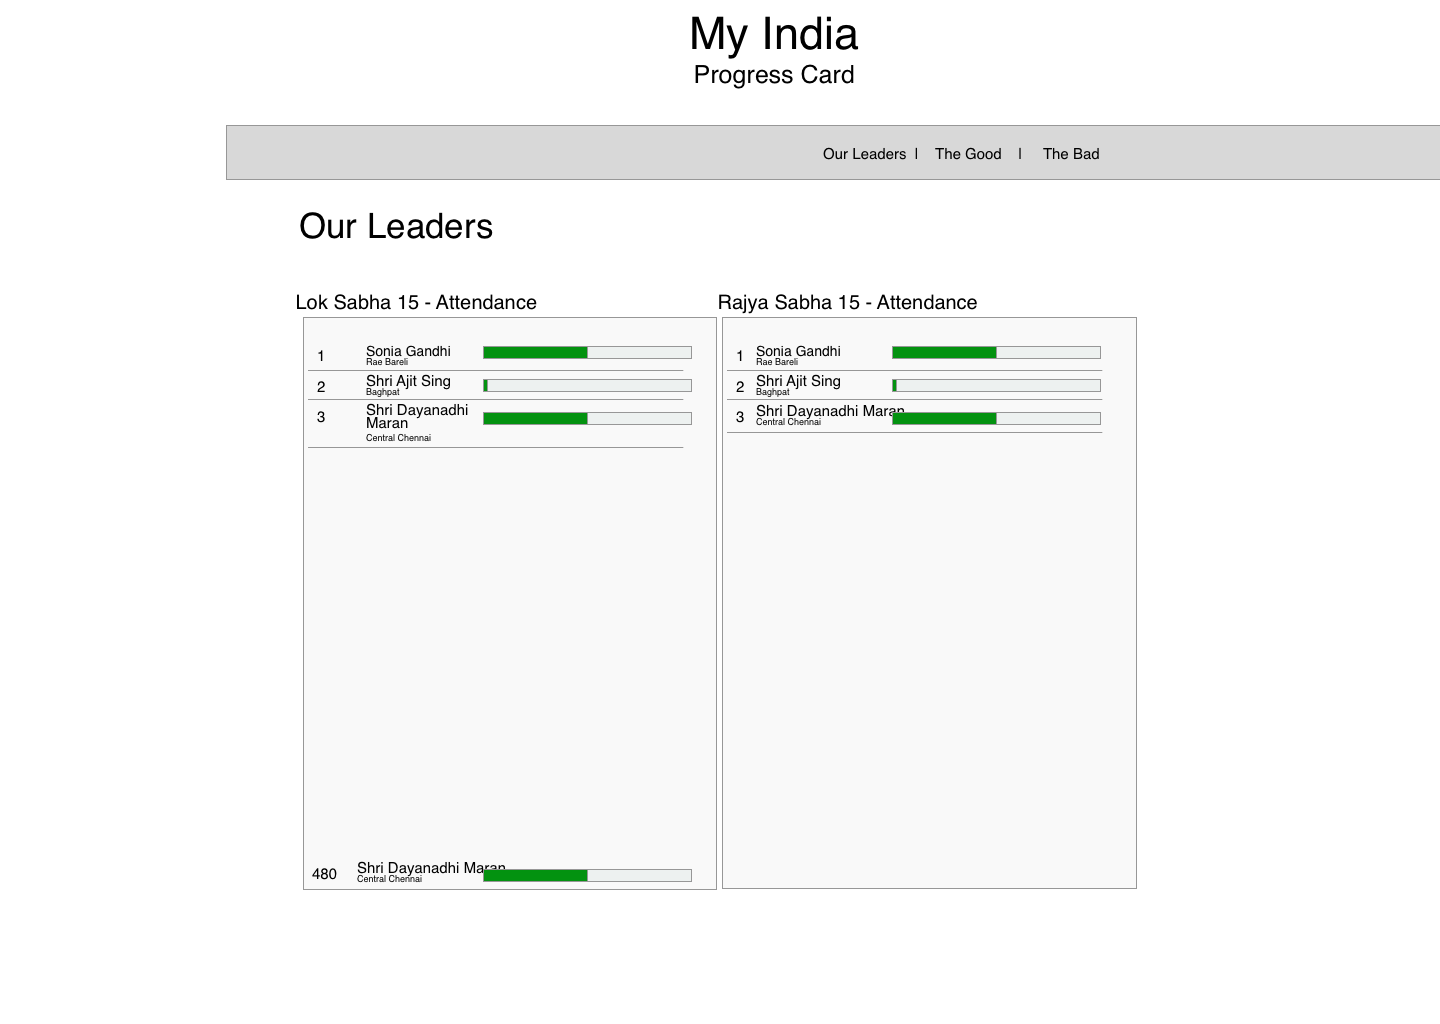 My India
Progress Card
Our Leaders | The Good | The Bad
Our Leaders
Lok Sabha 15 - Attendance
1 Sonia Gandhi
Rae Bareli
2 Shri Ajit Sing
Baghpat
3 Shri Dayanadhi
Maran
Central Chennai
480 Shri Dayanadhi Maran
Central Chennai
Rajya Sabha 15 - Attendance
1 Sonia Gandhi
Rae Bareli
2 Shri Ajit Sing
Baghpat
3 Shri Dayanadhi Maran
Central Chennai